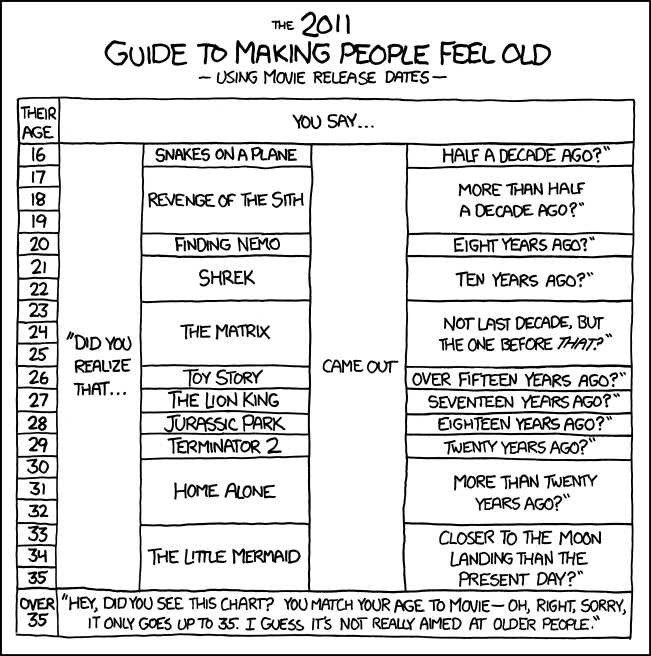 THE 2011
GUIDE TO MAKING PEOPLE FEEL OLD
— USING MOVIE RELEASE DATES —
THEIR AGE
YOU SAY...
16 SNAKES ON A PLANE HALF A DECADE AGO?"
17
18 REVENGE OF THE SITH MORE THAN HALF
A DECADE AGO?"
19
20 FINDING NEMO EIGHT YEARS AGO?"
21
SHREK TEN YEARS AGO?"
22
23
24 THE MATRIX NOT LAST DECADE, BUT
THE ONE BEFORE THAT?"
25
"DID YOU
REALIZE
THAT...
CAME OUT
26 TOY STORY OVER FIFTEEN YEARS AGO?"
27 THE LION KING SEVENTEEN YEARS AGO?"
28 JURASSIC PARK EIGHTEEN YEARS AGO?"
29 TERMINATOR 2 TWENTY YEARS AGO?"
30
31 HOME ALONE MORE THAN TWENTY
YEARS AGO?"
32
33
34 THE LITTLE MERMAID CLOSER TO THE MOON
LANDING THAN THE
PRESENT DAY?"
35
OVER
35
"HEY, DID YOU SEE THIS CHART? YOU MATCH YOUR AGE TO MOVIE— OH, RIGHT, SORRY,
IT ONLY GOES UP TO 35. I GUESS IT'S NOT REALLY AIMED AT OLDER PEOPLE."